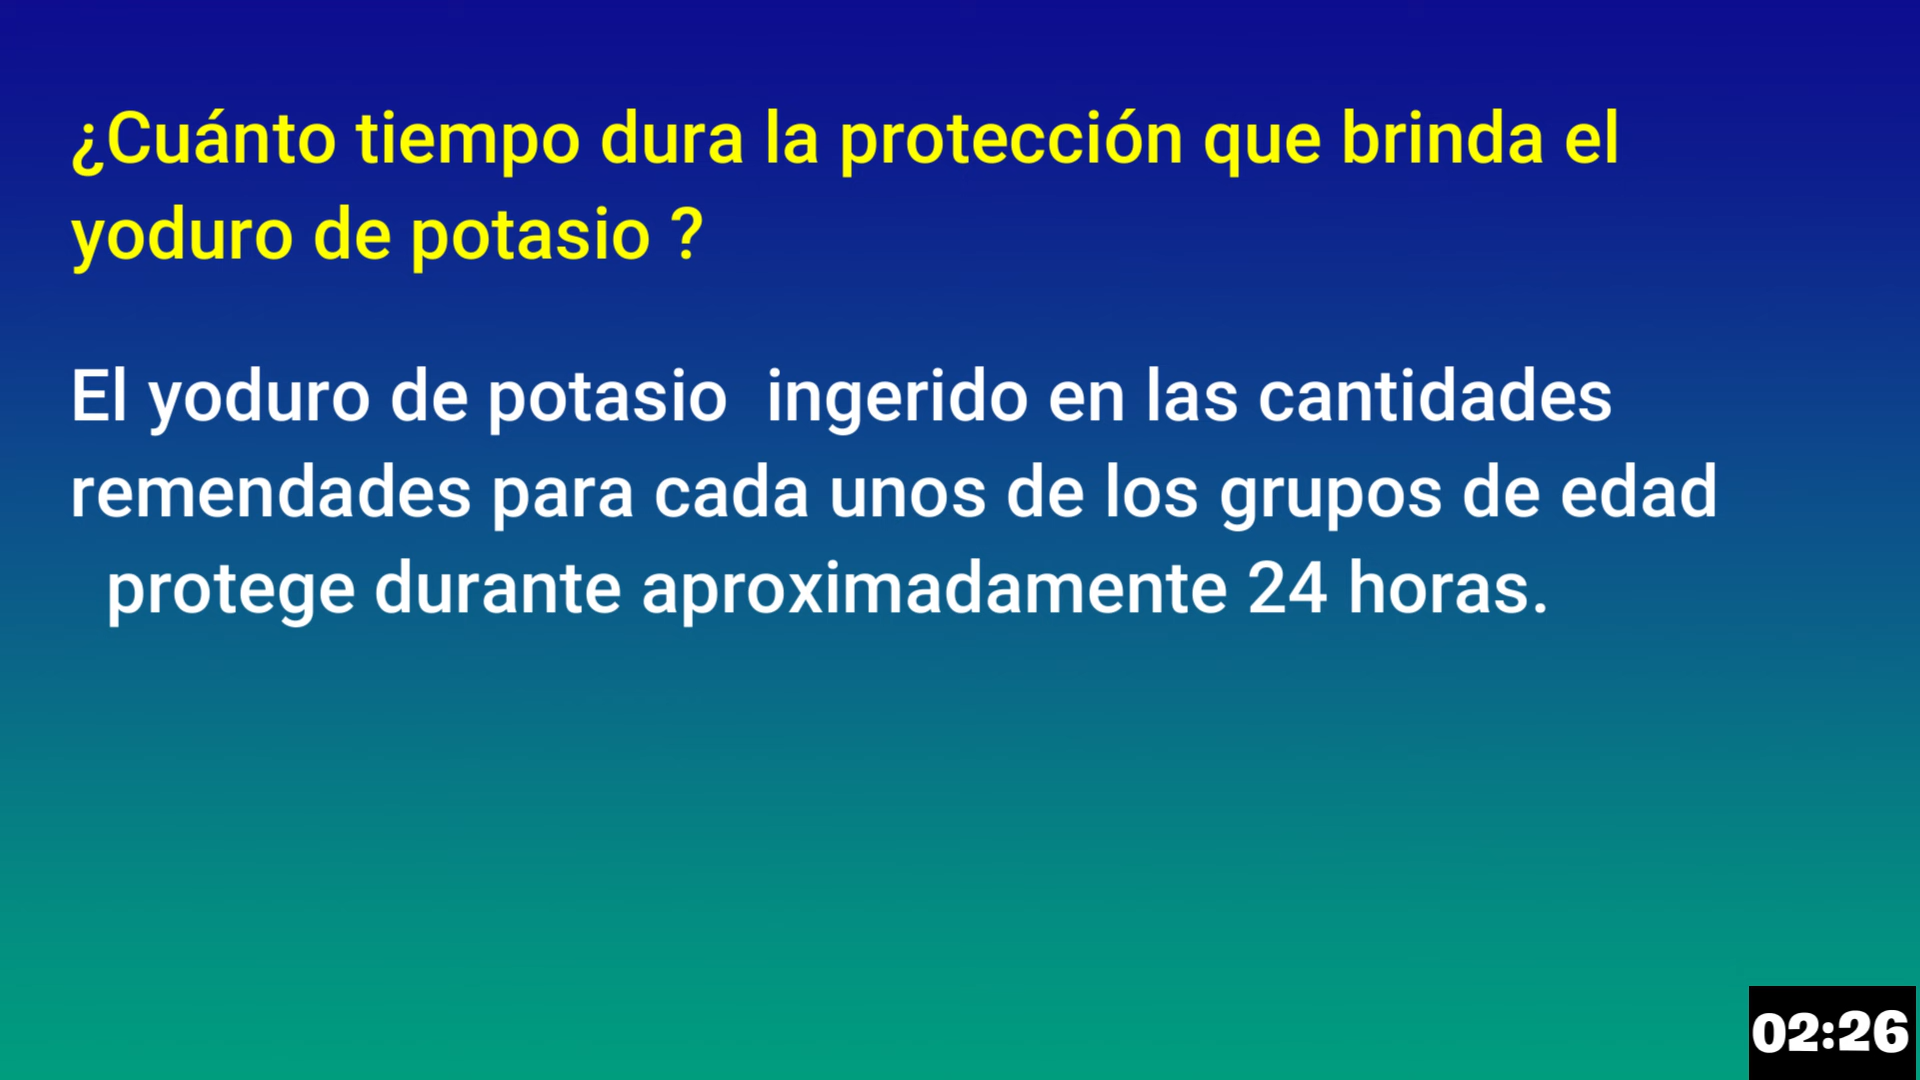 ¿Cuánto tiempo dura la protección que brinda el
yoduro de potasio ?
El yoduro de potasio  ingerido en las cantidades
remendades para cada unos de los grupos de edad
protege durante aproximadamente 24 horas.
02:26